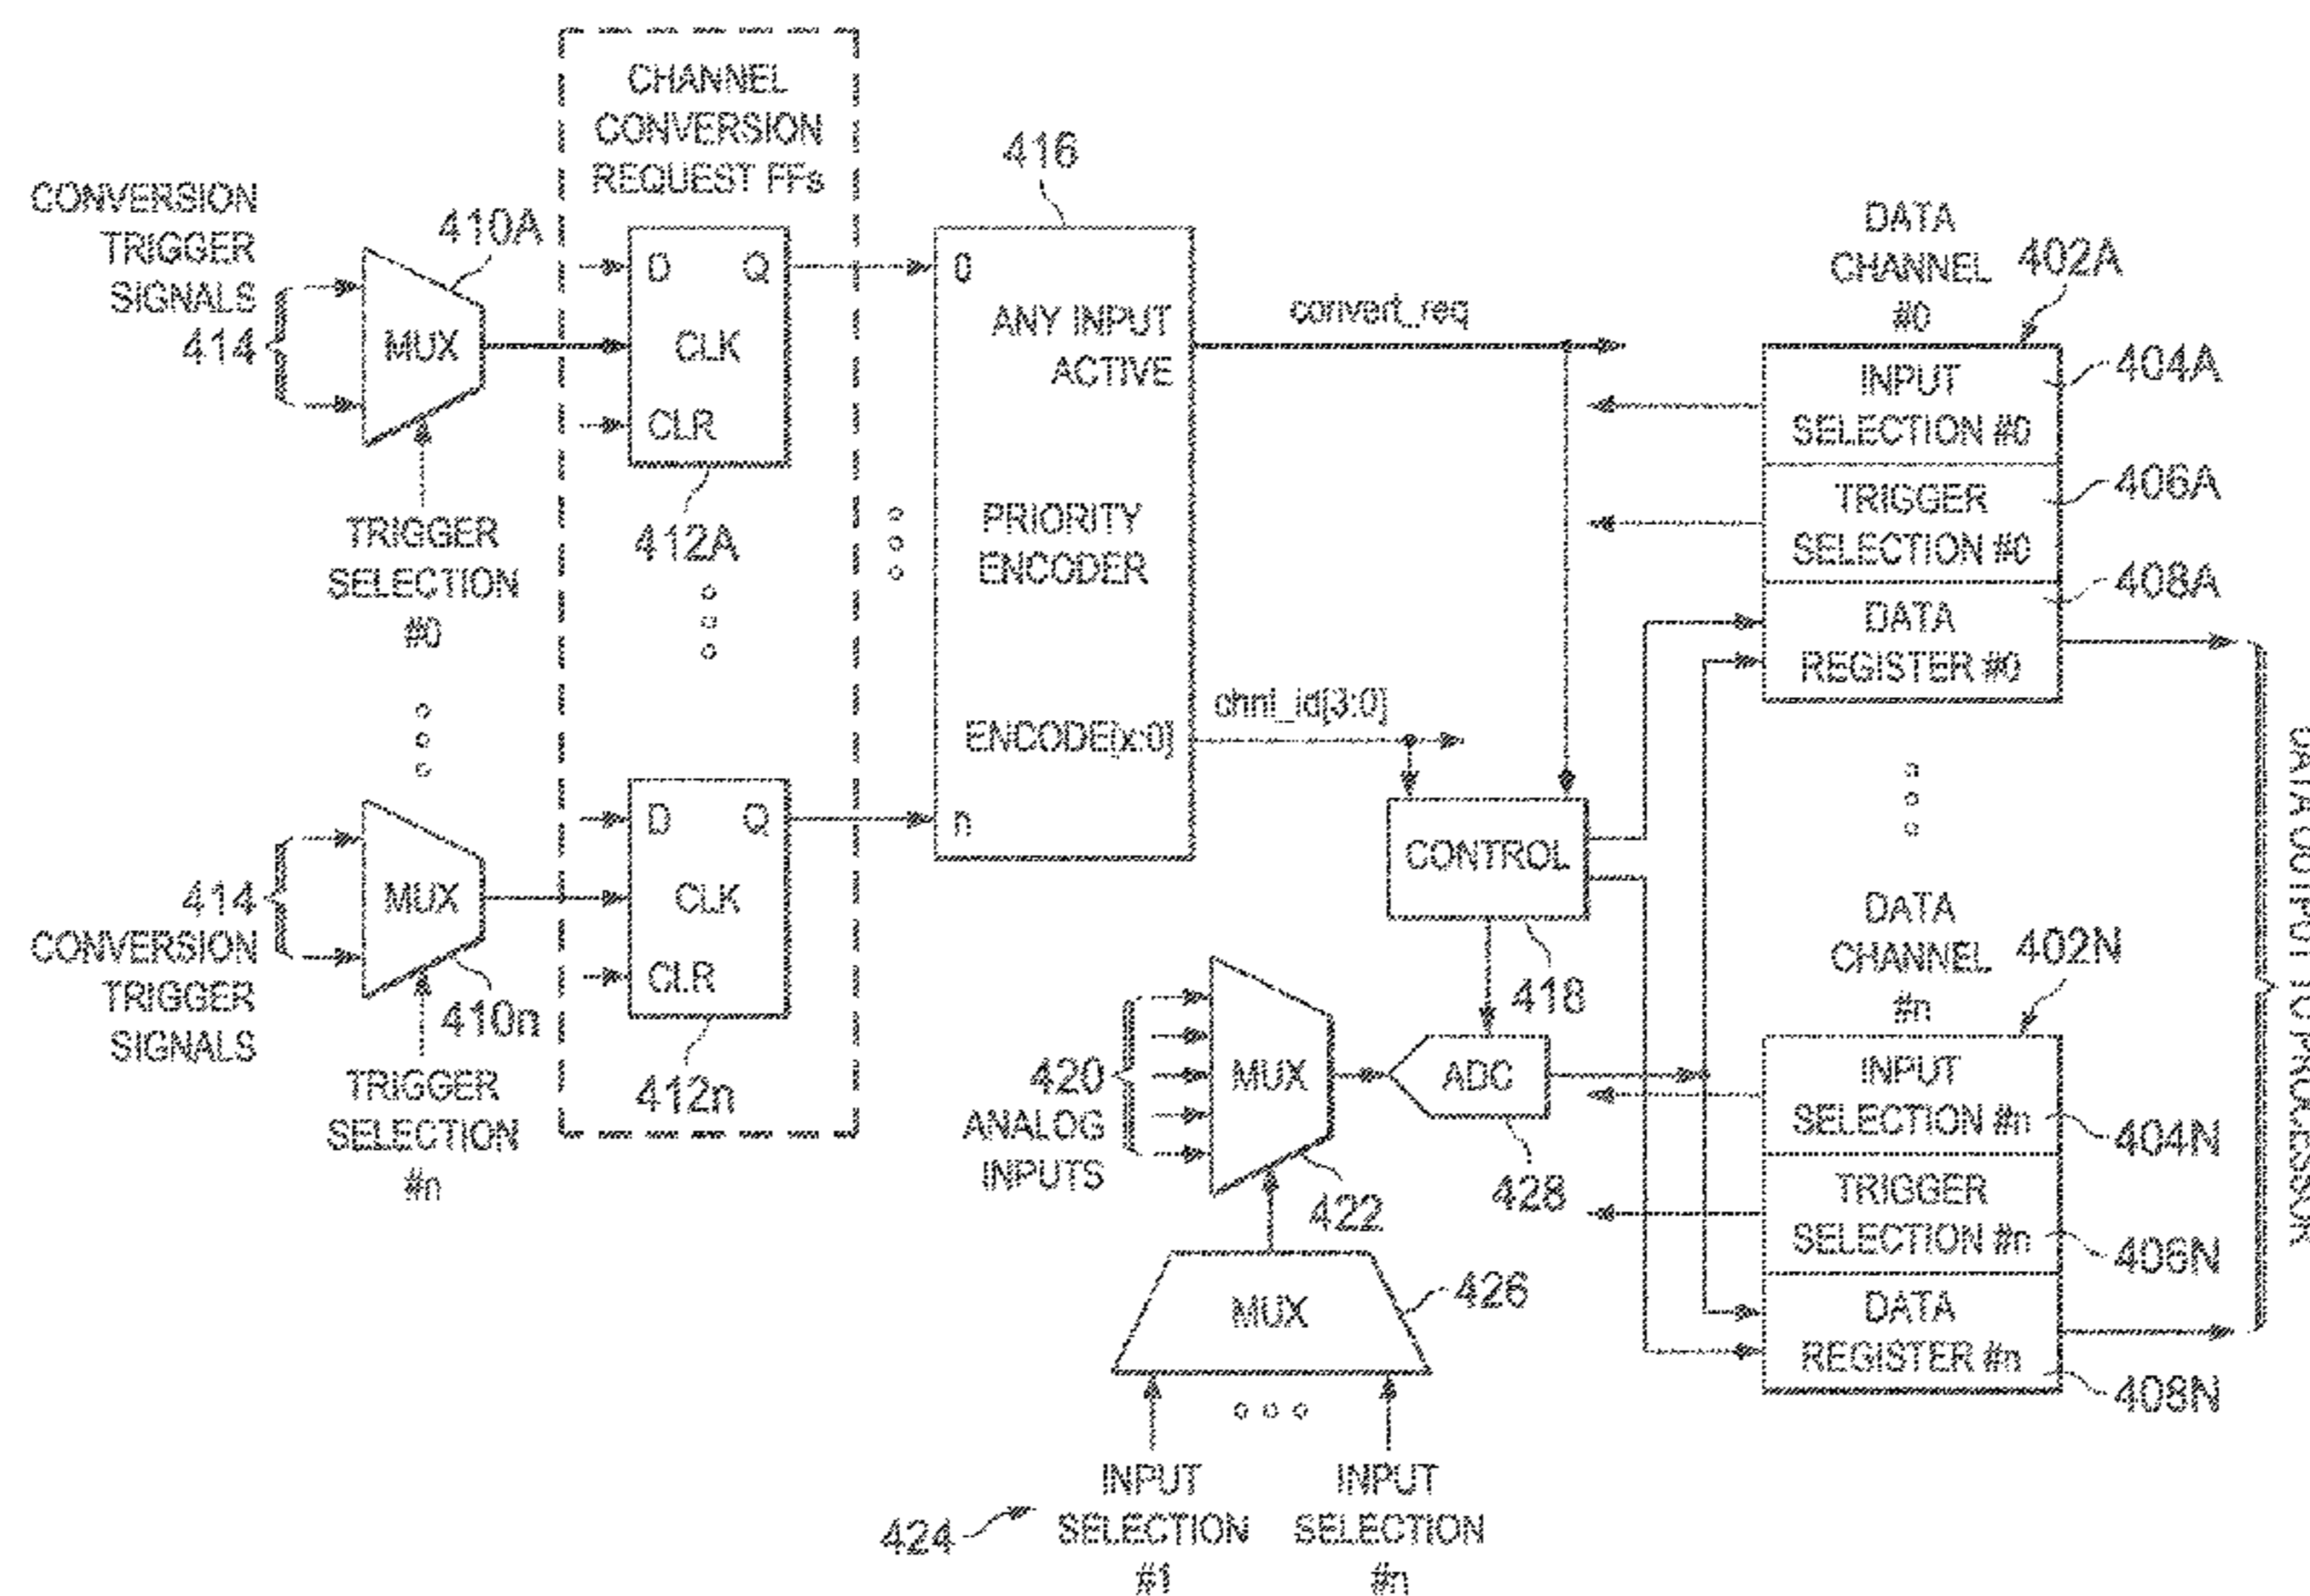 CHANNEL
CONVERSION
REQUEST FFs
CONVERSION
TRIGGER
SIGNALS
414
410A
MUX
TRIGGER
SELECTION
#0
D Q
CLK
CLR
412A
416
0
ANY INPUT
ACTIVE
PRIORITY
ENCODER
ENCODE[x:0]
n
convert_req
chnl_id[3:0]
DATA
CHANNEL
#0
402A
INPUT
SELECTION #0
404A
TRIGGER
SELECTION #0
406A
DATA
REGISTER #0
408A
414
CONVERSION
TRIGGER
SIGNALS
MUX
410n
TRIGGER
SELECTION
#n
D Q
CLK
CLR
412n
CONTROL
418
420
ANALOG
INPUTS
MUX
422
ADC
428
MUX
426
424
INPUT
SELECTION
#1
INPUT
SELECTION
#n
DATA
CHANNEL
#n
402N
INPUT
SELECTION #n
404N
TRIGGER
SELECTION #n
406N
DATA
REGISTER #n
408N
DATA OUTPUT TO PROCESSOR